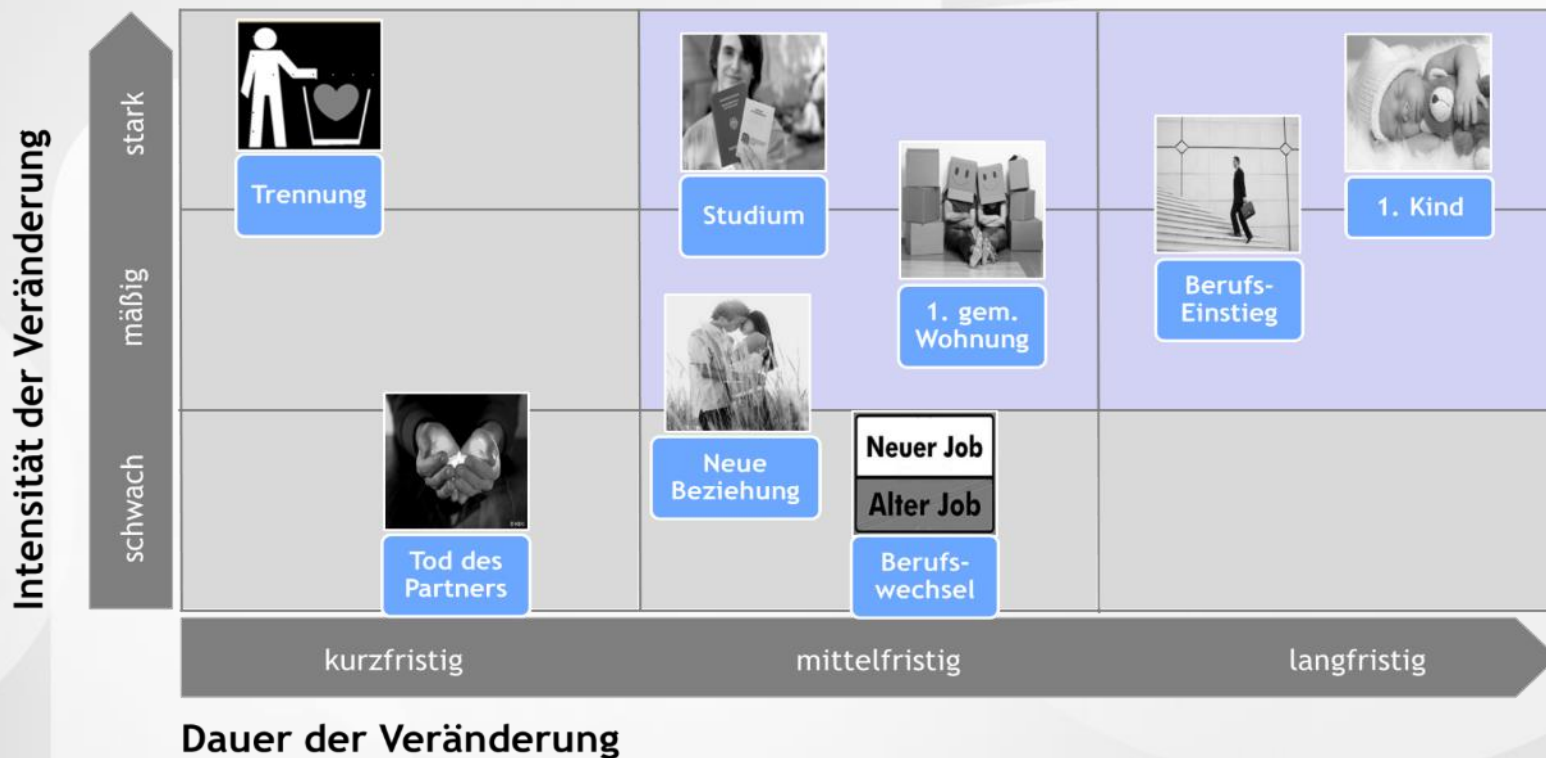 Intensität der Veränderung
stark
mäßig
schwach
Trennung
Studium
1. gem.
Wohnung
Berufs-
Einstieg
1. Kind
Neue
Beziehung
Tod des
Partners
Neuer Job
Alter Job
Berufs-
wechsel
kurzfristig
mittelfristig
langfristig
Dauer der Veränderung